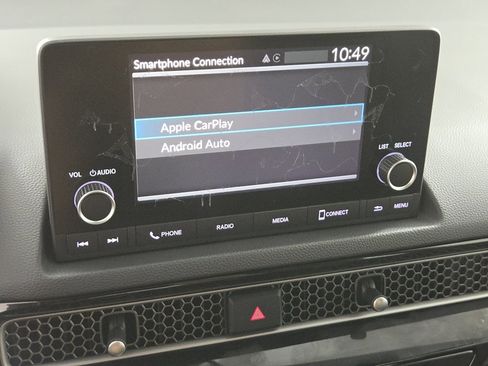 Smartphone Connection 10:49
Apple CarPlay
Android Auto
VOL AUDIO
LIST SELECT
PHONE RADIO MEDIA CONNECT MENU